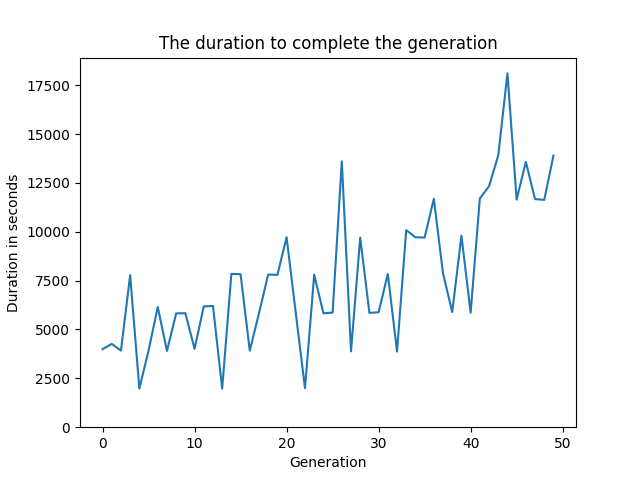 The duration to complete the generation
17500
15000
12500
10000
7500
5000
2500
0
Duration in seconds
0 10 20 30 40 50
Generation